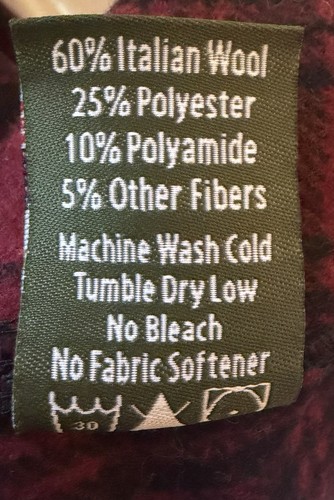 60% Italian Wool
25% Polyester
10% Polyamide
5% Other Fibers
Machine Wash Cold
Tumble Dry Low
No Bleach
No Fabric Softener
30